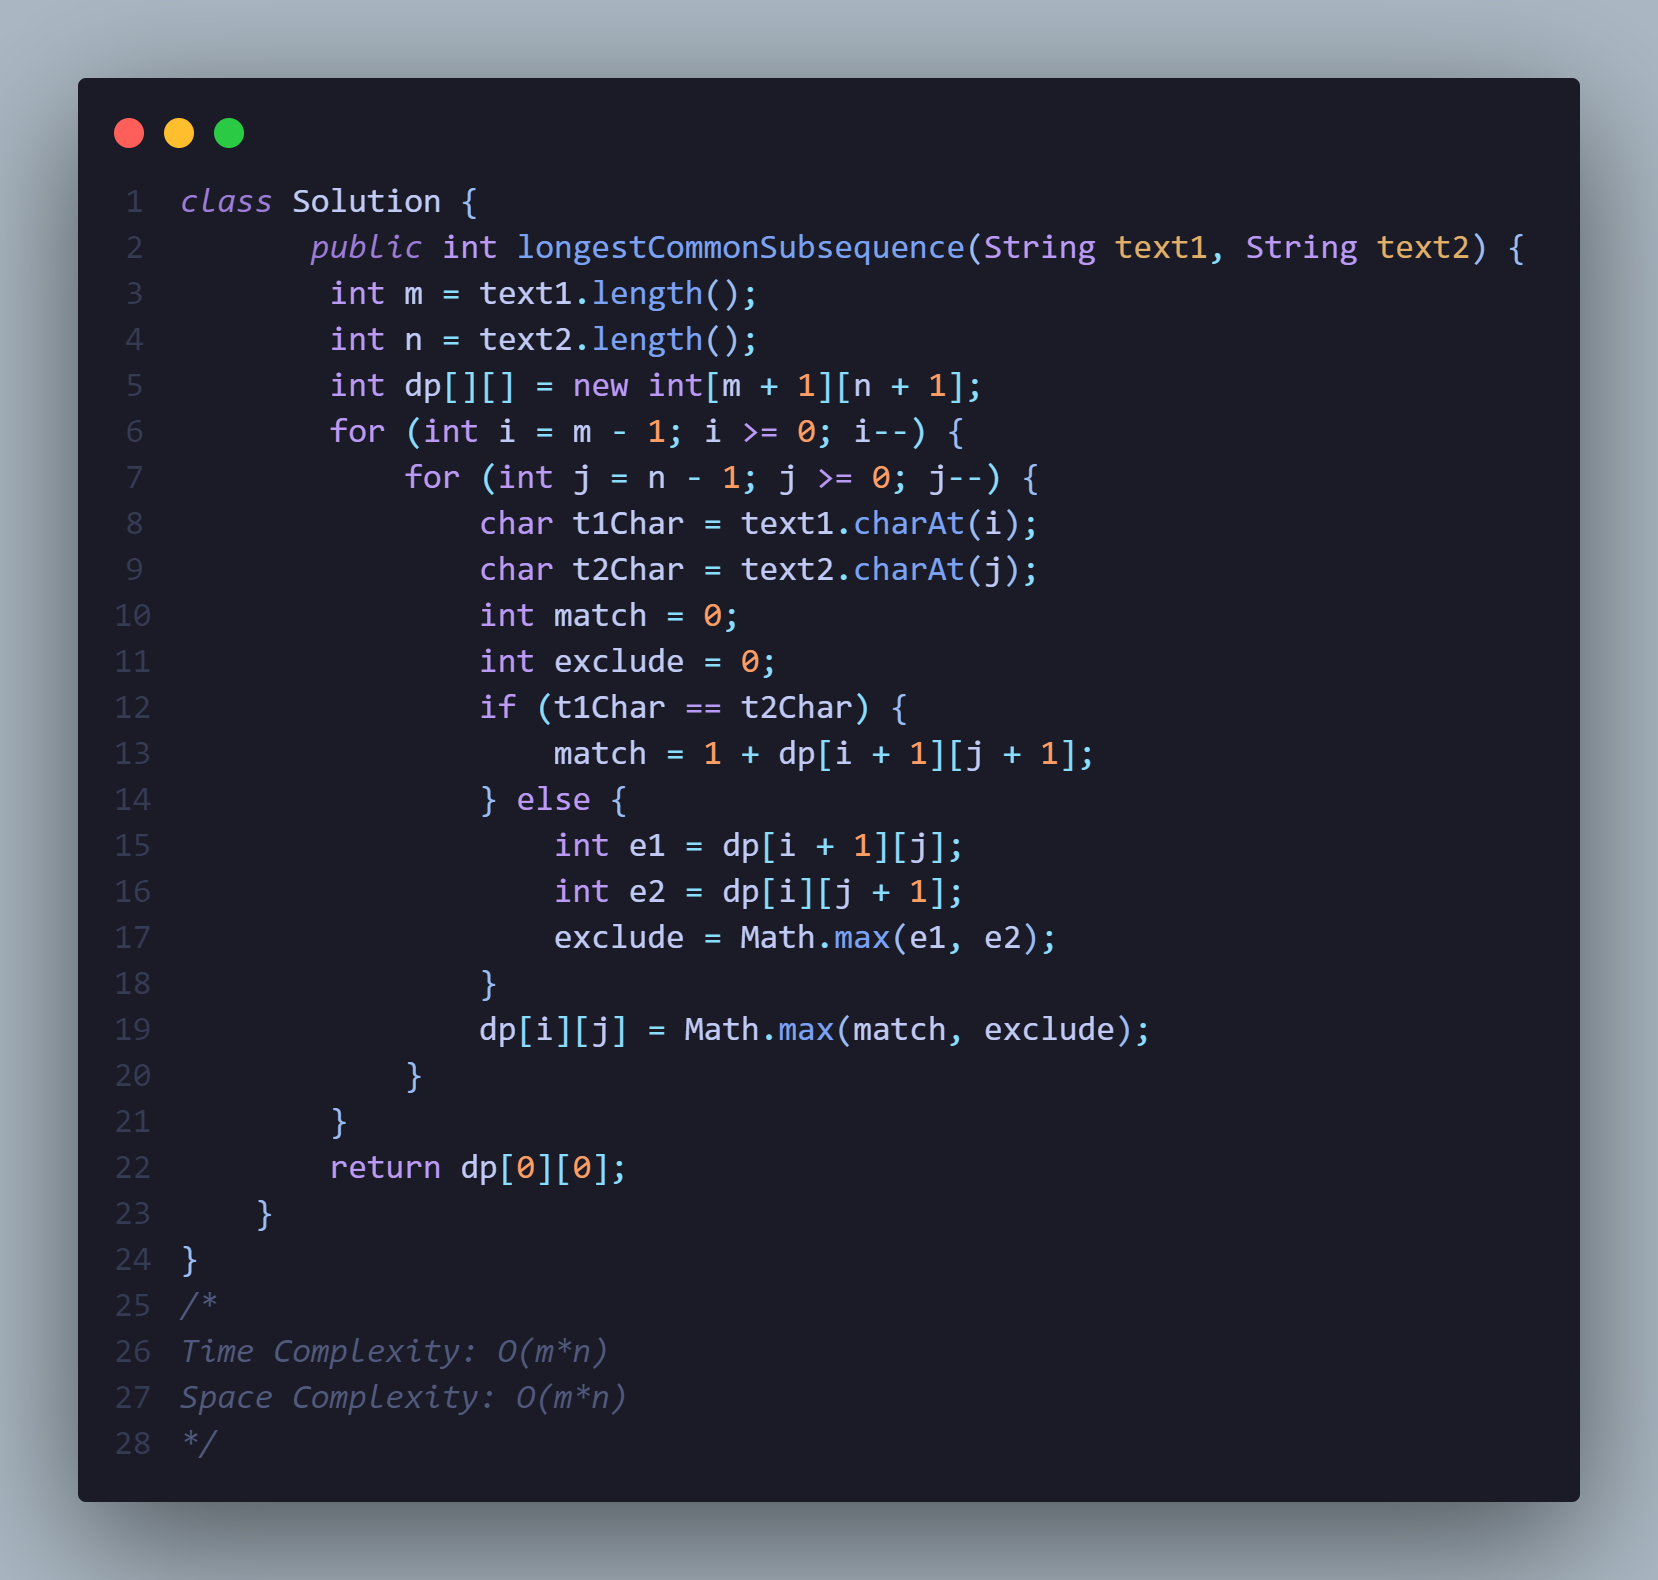 1 class Solution {
2 public int longestCommonSubsequence(String text1, String text2) {
3 int m = text1.length();
4 int n = text2.length();
5 int dp[][] = new int[m + 1][n + 1];
6 for (int i = m - 1; i >= 0; i--) {
7 for (int j = n - 1; j >= 0; j--) {
8 char t1Char = text1.charAt(i);
9 char t2Char = text2.charAt(j);
10 int match = 0;
11 int exclude = 0;
12 if (t1Char == t2Char) {
13 match = 1 + dp[i + 1][j + 1];
14 } else {
15 int e1 = dp[i + 1][j];
16 int e2 = dp[i][j + 1];
17 exclude = Math.max(e1, e2);
18 }
19 dp[i][j] = Math.max(match, exclude);
20 }
21 }
22 return dp[0][0];
23 }
24 }
25 /*
26 Time Complexity: O(m*n)
27 Space Complexity: O(m*n)
28 */